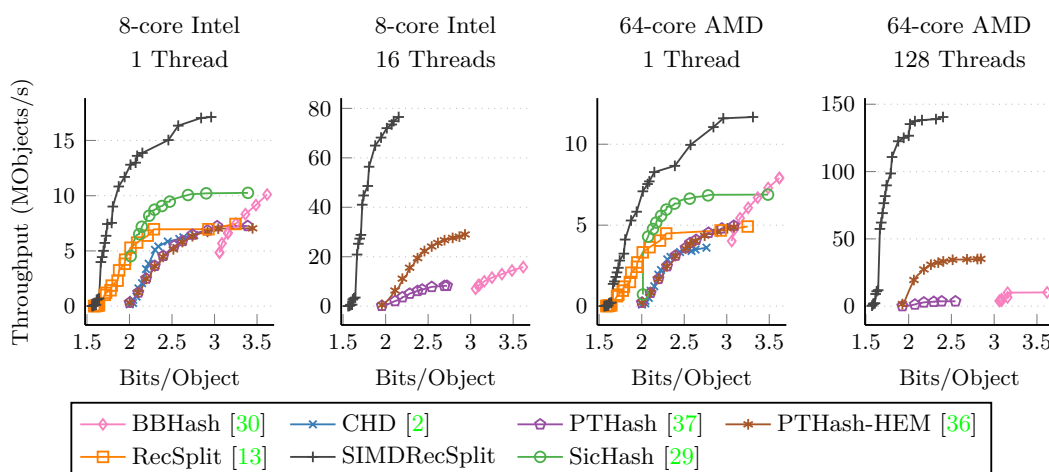 8-core Intel
1 Thread
8-core Intel
16 Threads
64-core AMD
1 Thread
64-core AMD
128 Threads
Throughput (MObjects/s)
15
10
5
0
1.5 2 2.5 3 3.5
Bits/Object
80
60
40
20
0
1.5 2 2.5 3 3.5
Bits/Object
10
5
0
1.5 2 2.5 3 3.5
Bits/Object
150
100
50
0
1.5 2 2.5 3 3.5
Bits/Object
BBHash [30] CHD [2] PTHash [37] PTHash-HEM [36]
RecSplit [13] SIMDRecSplit SicHash [29]